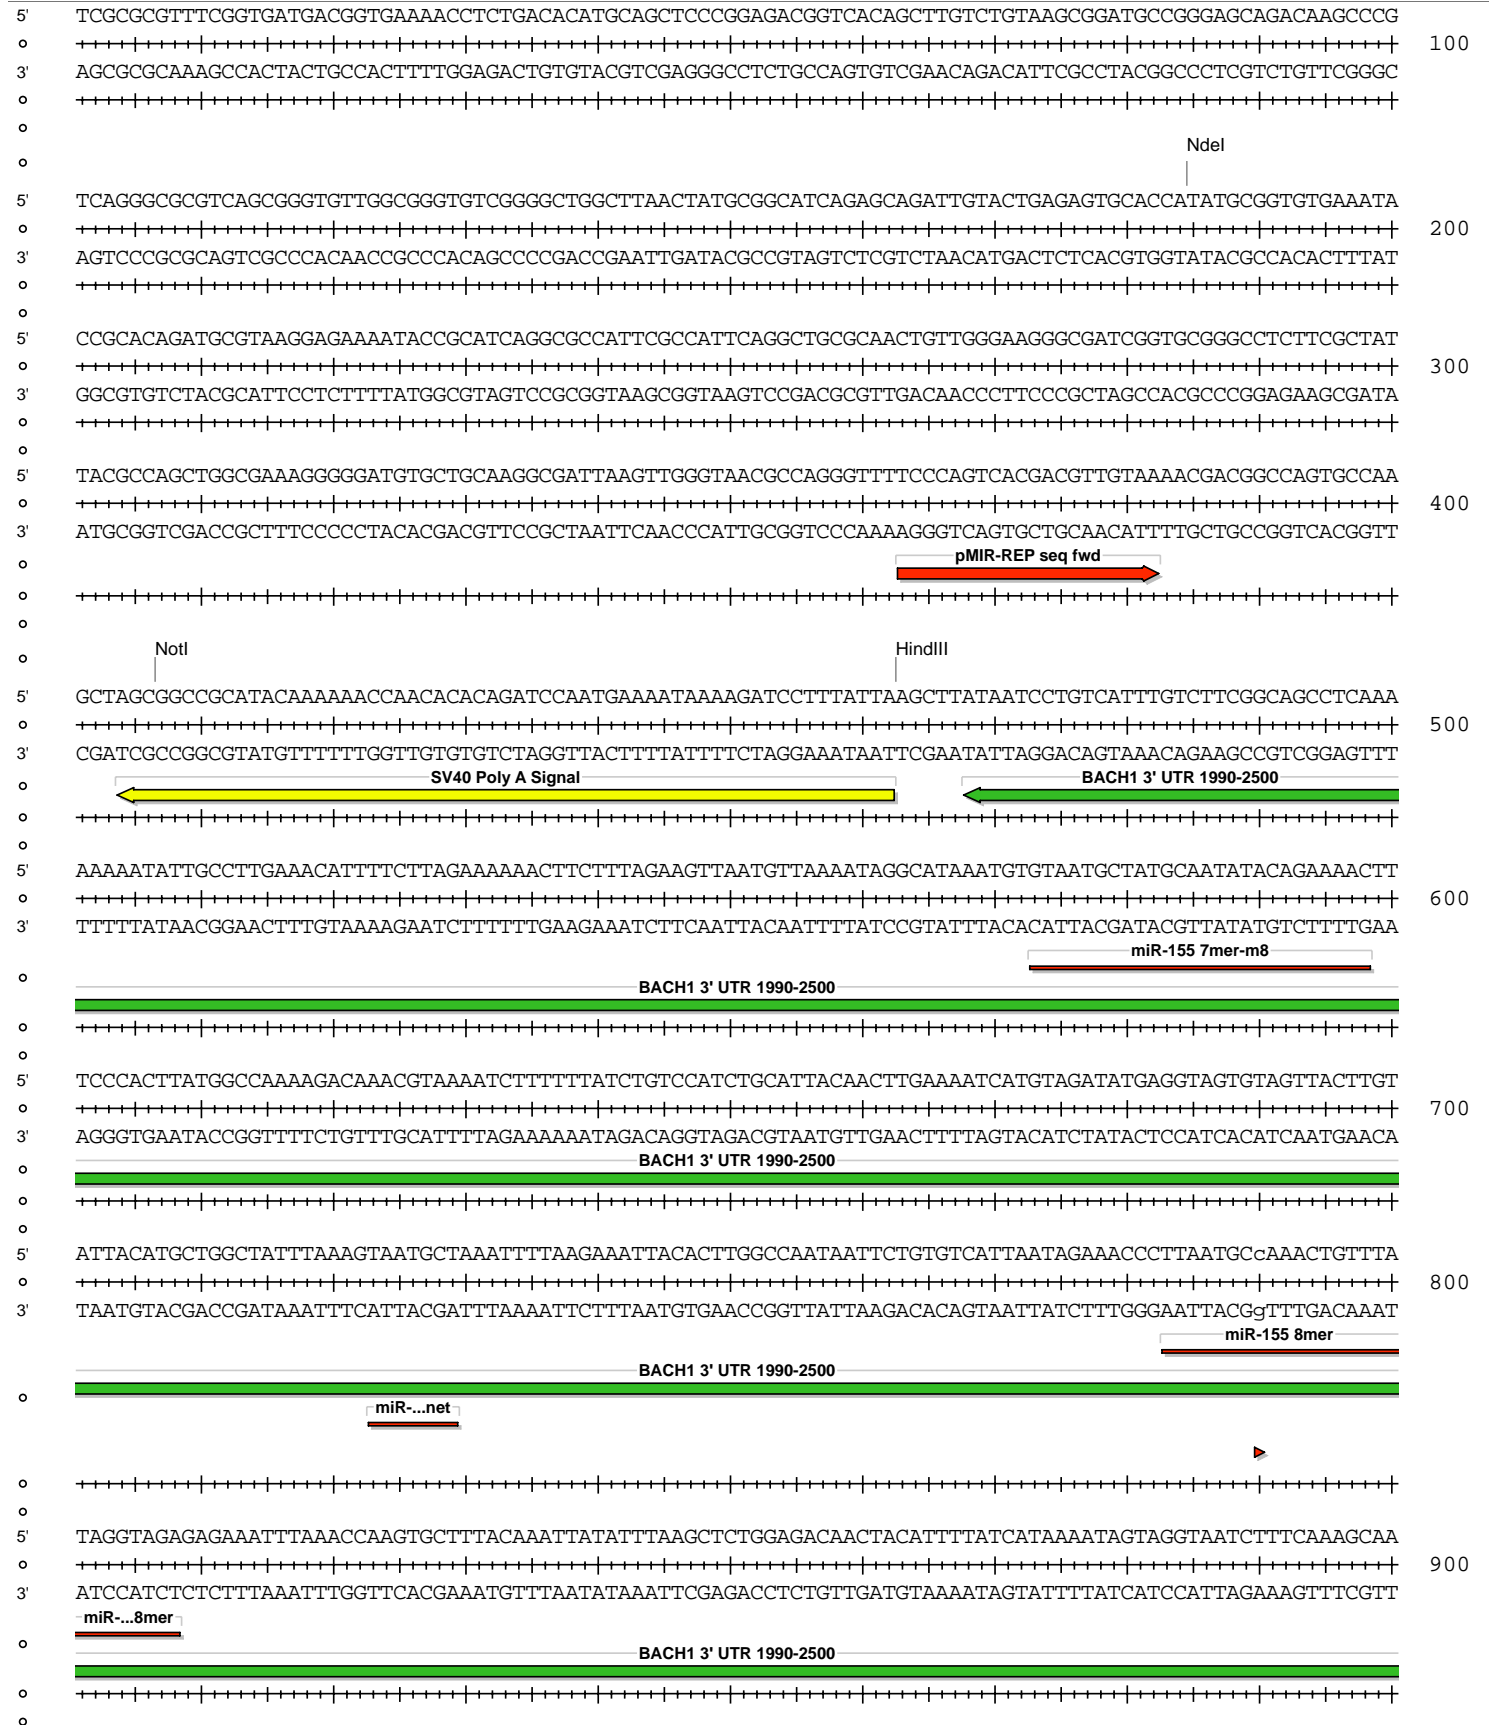 5' TCGCGCGTTTCGGTGATGACGGTGAAAACCTCTGACACATGCAGCTCCCGGAGACGGTCACAGCTTGTCTGTAAGCGGATGCCGGGAGCAGACAAGCCCG
100
3' AGCGCGCAAAGCCACTACTGCCACTTTTGGAGACTGTGTACGTCGAGGGCCTCTGCCAGTGTCGAACAGACATTCGCCTACGGCCCTCGTCTGTTCGGGC
NdeI
5' TCAGGGCGCGTCAGCGGGTGTTGGCGGGTGTCGGGGCTGGCTTAACTATGCGGCATCAGAGCAGATTGTACTGAGAGTGCACCATATGCGGTGTGAAATA
200
3' AGTCCCGCGCAGTCGCCCACAACCGCCCACAGCCCCGACCGAATTGATACGCCGTAGTCTCGTCTAACATGACTCTCACGTGGTATACGCCACACTTTAT
5' CCGCACAGATGCGTAAGGAGAAAATACCGCATCAGGCGCCATTCGCCATTCAGGCTGCGCAACTGTTGGGAAGGGCGATCGGTGCGGGCCTCTTCGCTAT
300
3' GGCGTGTCTACGCATTCCTCTTTTATGGCGTAGTCCGCGGTAAGCGGTAAGTCCGACGCGTTGACAACCCTTCCCGCTAGCCACGCCCGGAGAAGCGATA
5' TACGCCAGCTGGCGAAAGGGGGATGTGCTGCAAGGCGATTAAGTTGGGTAACGCCAGGGTTTTCCCAGTCACGACGTTGTAAAACGACGGCCAGTGCCAA
400
3' ATGCGGTCGACCGCTTTCCCCCTACACGACGTTCCGCTAATTCAACCCATTGCGGTCCCAAAAGGGTCAGTGCTGCAACATTTTGCTGCCGGTCACGGTT
pMIR-REP seq fwd
NotI HindIII
5' GCTAGCGGCCGCATACAAAAAACCAACACACAGATCCAATGAAAATAAAAGATCCTTTATTAAGCTTATAATCCTGTCATTTGTCTTCGGCAGCCTCAAA
500
3' CGATCGCCGGCGTATGTTTTTTGGTTGTGTGTCTAGGTTACTTTTATTTTCTAGGAAATAATTCGAATATTAGGACAGTAAACAGAAGCCGTCGGAGTTT
SV40 Poly A Signal BACH1 3' UTR 1990-2500
5' AAAAATATTGCCTTGAAACATTTTCTTAGAAAAAACTTCTTTAGAAGTTAATGTTAAAATAGGCATAAATGTGTAATGCTATGCAATATACAGAAAACTT
600
3' TTTTTATAACGGAACTTTGTAAAAGAATCTTTTTTGAAGAAATCTTCAATTACAATTTTATCCGTATTTACACATTACGATACGTTATATGTCTTTTGAA
miR-155 7mer-m8
BACH1 3' UTR 1990-2500
5' TCCCACTTATGGCCAAAAGACAAACGTAAAATCTTTTTTATCTGTCCATCTGCATTACAACTTGAAAATCATGTAGATATGAGGTAGTGTAGTTACTTGT
700
3' AGGGTGAATACCGGTTTTCTGTTTGCATTTTAGAAAAAATAGACAGGTAGACGTAATGTTGAACTTTTAGTACATCTATACTCCATCACATCAATGAACA
BACH1 3' UTR 1990-2500
5' ATTACATGCTGGCTATTTAAAGTAATGCTAAATTTTAAGAAATTACACTTGGCCAATAATTCTGTGTCATTAATAGAAACCCTTAATGCcAAACTGTTTA
800
3' TAATGTACGACCGATAAATTTCATTACGATTTAAAATTCTTTAATGTGAACCGGTTATTAAGACACAGTAATTATCTTTGGGAATTACGgTTTGACAAAT
miR-155 8mer
BACH1 3' UTR 1990-2500
miR-...net
5' TAGGTAGAGAGAAATTTAAACCAAGTGCTTTACAAATTATATTTAAGCTCTGGAGACAACTACATTTTATCATAAAATAGTAGGTAATCTTTCAAAGCAA
900
3' ATCCATCTCTCTTTAAATTTGGTTCACGAAATGTTTAATATAAATTCGAGACCTCTGTTGATGTAAAATAGTATTTTATCATCCATTAGAAAGTTTCGTT
miR-...8mer
BACH1 3' UTR 1990-2500